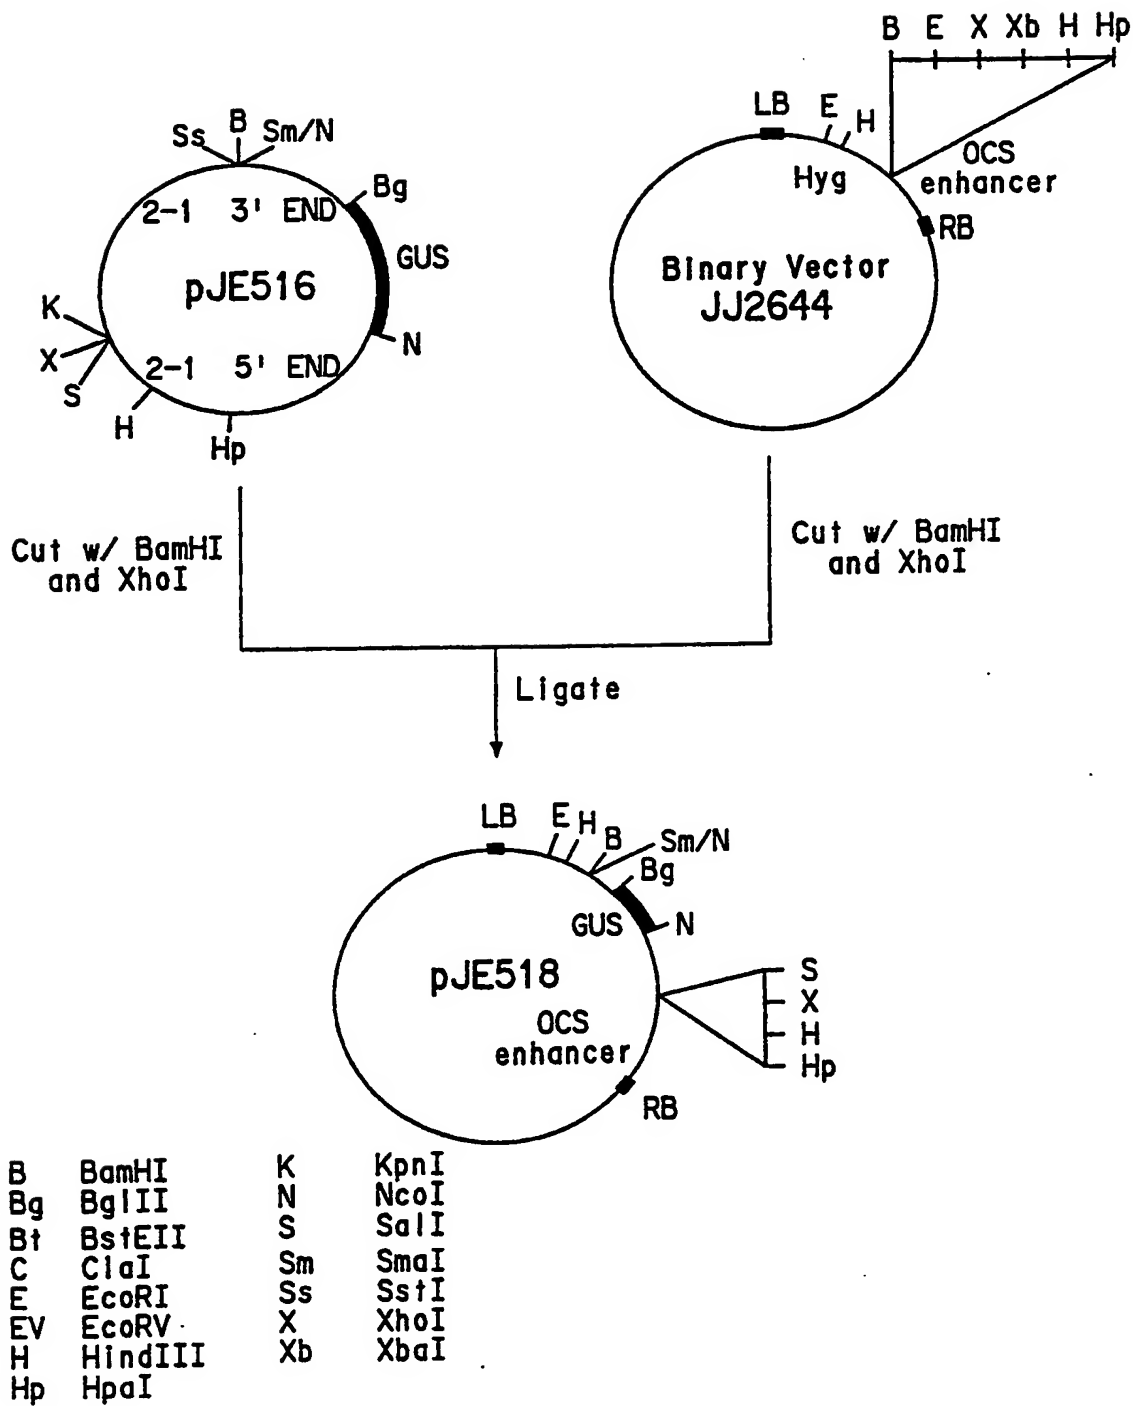 B E X Xb H Hp
LB E H
OCS
enhancer
Hyg
RB
Binary Vector
JJ2644
Ss B Sm/N
Bg
2-1 3' END
GUS
pJE516
K
X
S
N
2-1 5' END
H
Hp
Cut w/ BamHI
and XhoI
Cut w/ BamHI
and XhoI
Ligate
LB E H B Sm/N
Bg
GUS N
pJE518
OCS
enhancer
S
X
H
Hp
RB
B BamHI K KpnI
Bg BglII N NcoI
Bt BstEII S SalI
C ClaI Sm SmaI
E EcoRI Ss SstI
EV EcoRV X XhoI
H HindIII Xb XbaI
Hp HpaI